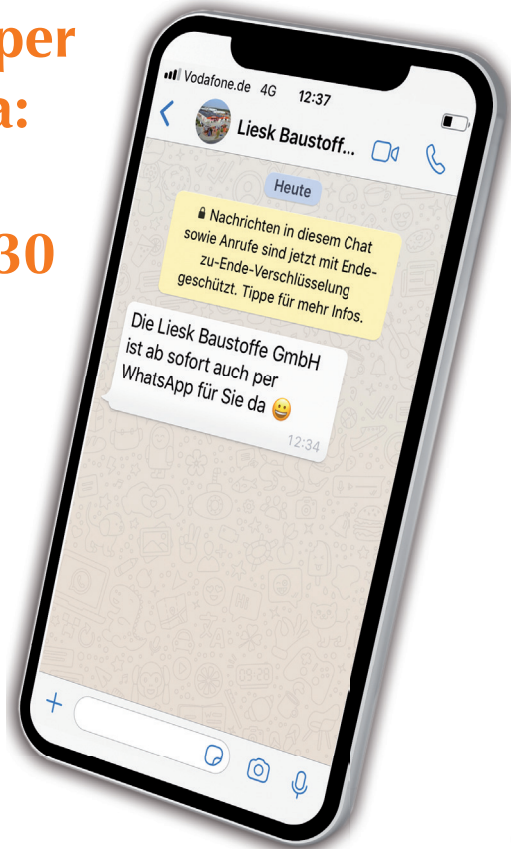 per
a:
30
Vodafone.de 4G 12:37
Liesk Baustoff...
Heute
Nachrichten in diesem Chat
sowie Anrufe sind jetzt mit Ende-
zu-Ende-Verschlüsselung
geschützt. Tippe für mehr Infos.
Die Liesk Baustoffe GmbH
ist ab sofort auch per
WhatsApp für Sie da 😀
12:34
09:28